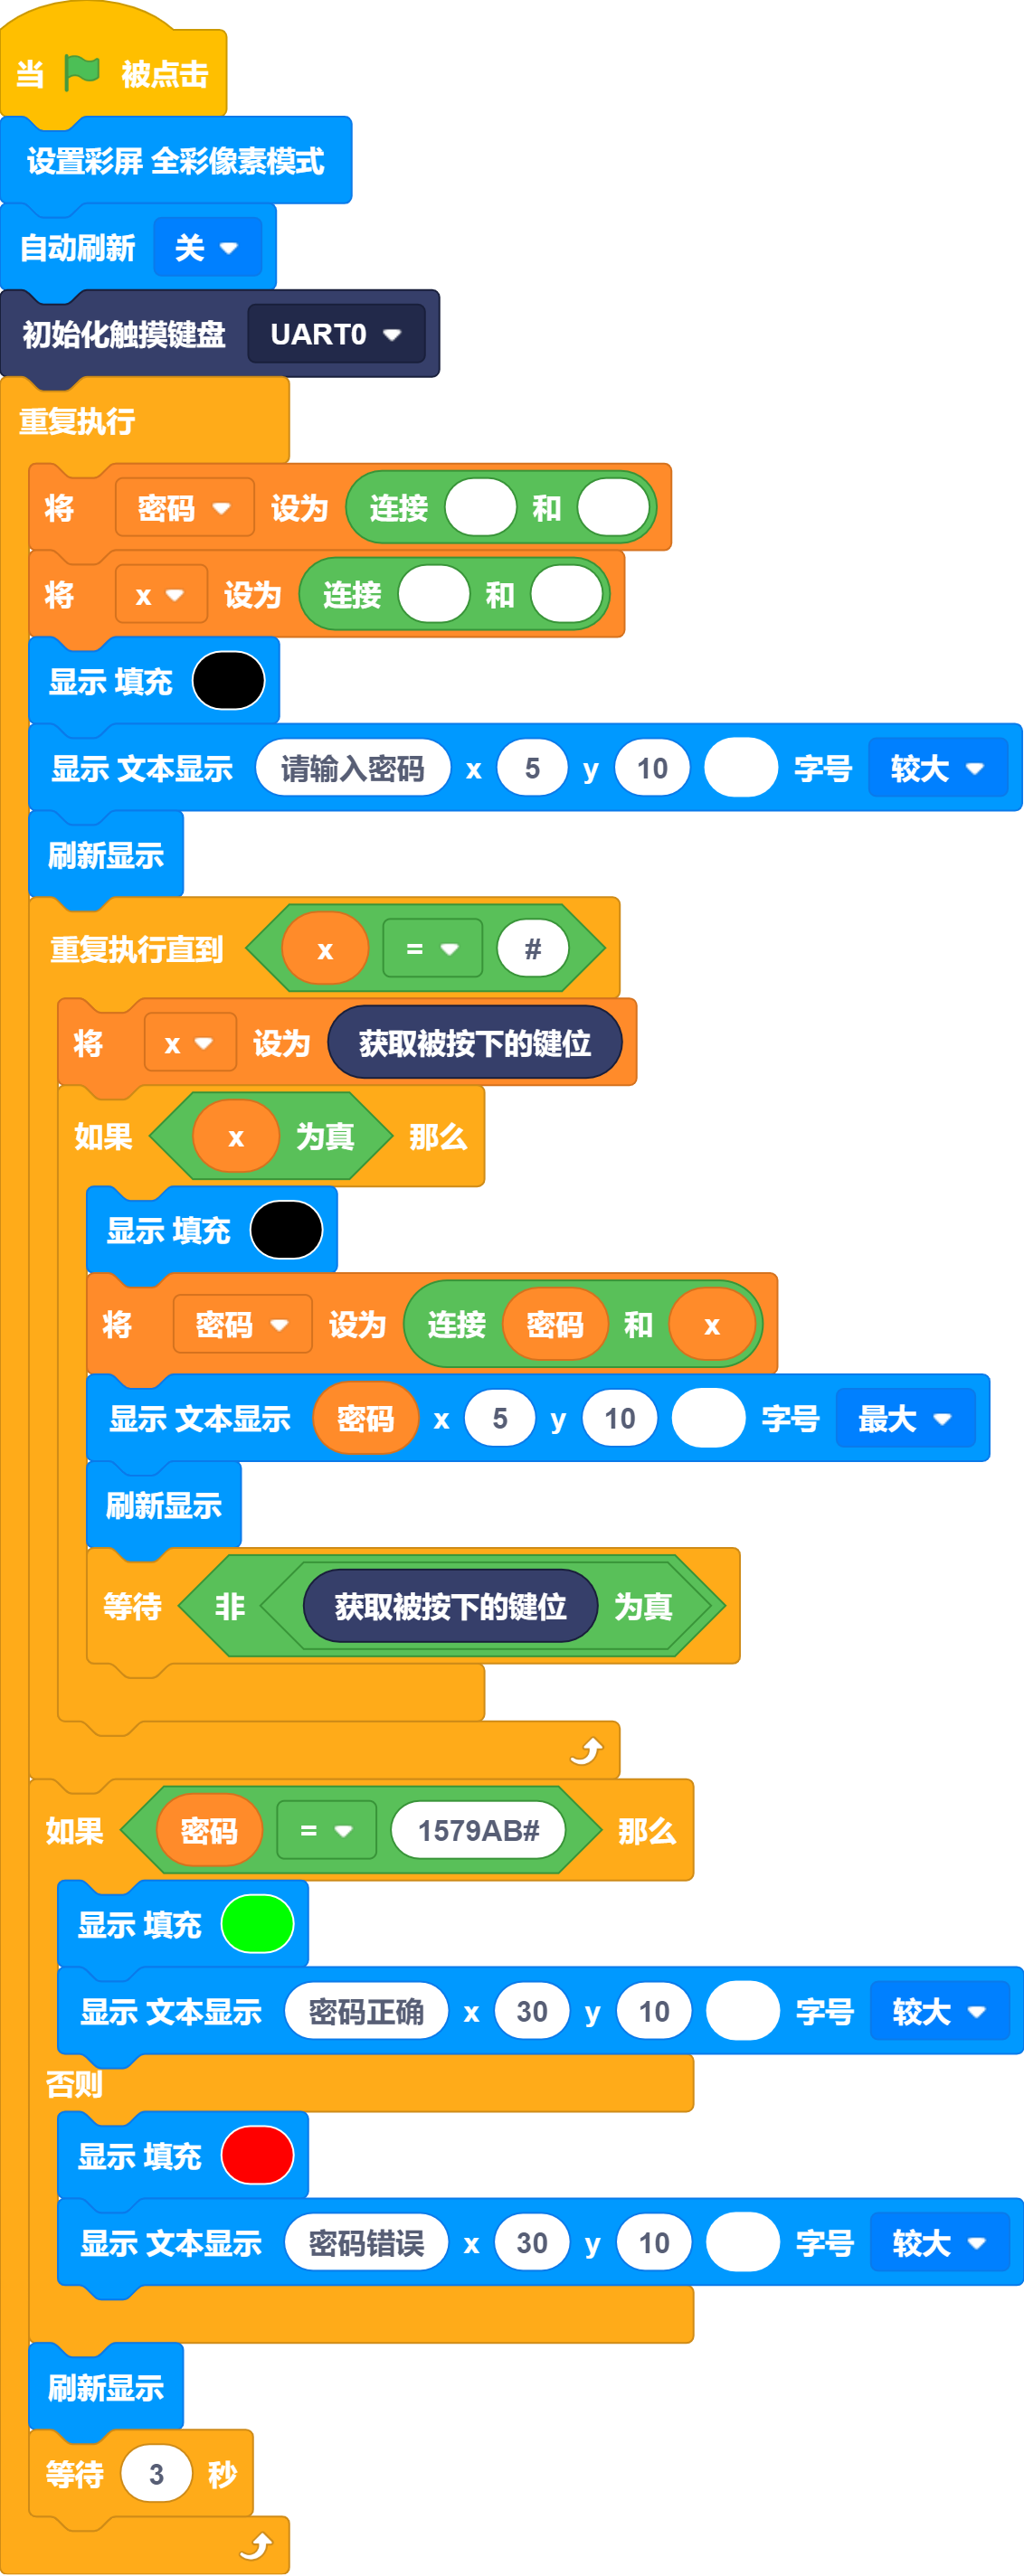 当 被点击
设置彩屏 全彩像素模式
自动刷新 关
初始化触摸键盘 UART0
重复执行
将 密码 设为 连接 和
将 x 设为 连接 和
显示 填充
显示 文本显示 请输入密码 x 5 y 10 字号 较大
刷新显示
重复执行直到 x = #
将 x 设为 获取被按下的键位
如果 x 为真 那么
显示 填充
将 密码 设为 连接 密码 和 x
显示 文本显示 密码 x 5 y 10 字号 最大
刷新显示
等待 非 获取被按下的键位 为真
如果 密码 = 1579AB# 那么
显示 填充
显示 文本显示 密码正确 x 30 y 10 字号 较大
否则
显示 填充
显示 文本显示 密码错误 x 30 y 10 字号 较大
刷新显示
等待 3 秒